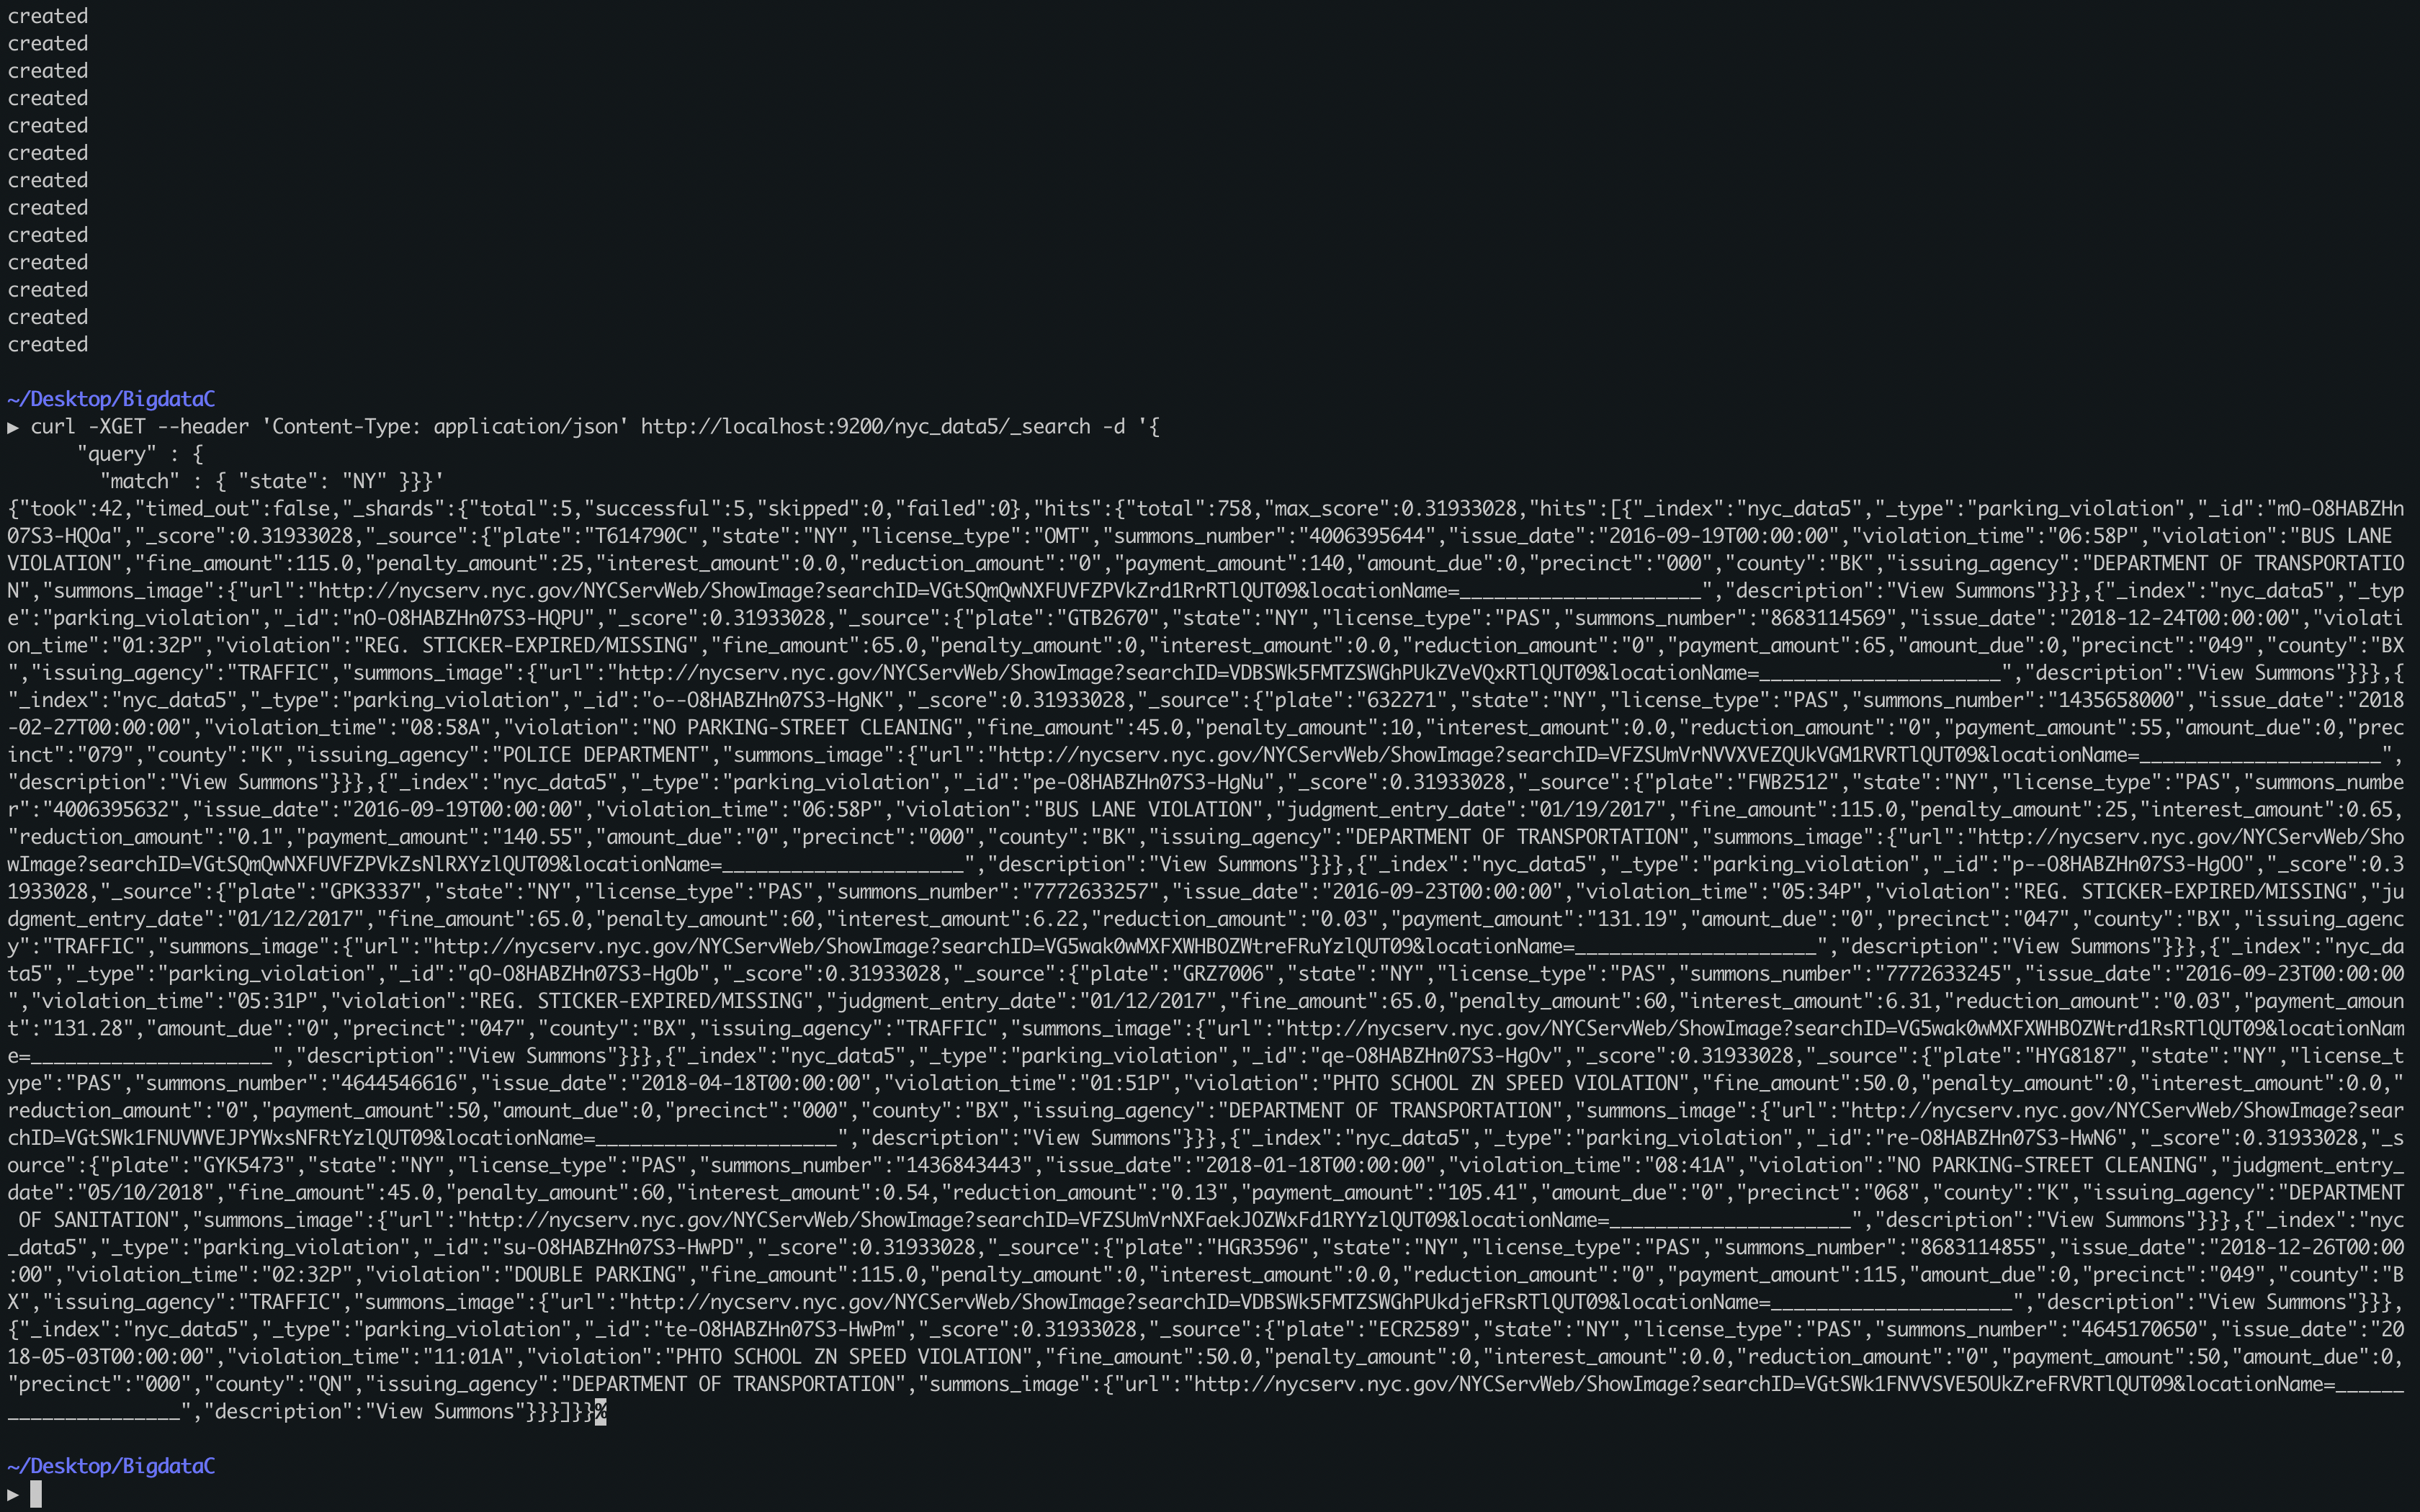 created
created
created
created
created
created
created
created
created
created
created
created
created
~/Desktop/BigdataC
▶ curl -XGET --header 'Content-Type: application/json' http://localhost:9200/nyc_data5/_search -d '{
"query" : {
"match" : { "state": "NY" }}}'
{"took":42,"timed_out":false,"_shards":{"total":5,"successful":5,"skipped":0,"failed":0},"hits":{"total":758,"max_score":0.31933028,"hits":[{"_index":"nyc_data5","_type":"parking_violation","_id":"mO-O8HABZHn
07S3-HQOa","_score":0.31933028,"_source":{"plate":"T614790C","state":"NY","license_type":"OMT","summons_number":"4006395644","issue_date":"2016-09-19T00:00:00","violation_time":"06:58P","violation":"BUS LANE
VIOLATION","fine_amount":115.0,"penalty_amount":25,"interest_amount":0.0,"reduction_amount":"0","payment_amount":140,"amount_due":0,"precinct":"000","county":"BK","issuing_agency":"DEPARTMENT OF TRANSPORTATIO
N","summons_image":{"url":"http://nycserv.nyc.gov/NYCServWeb/ShowImage?searchID=VGtSQmQwNXFUVFZPVkZrd1RrRTlQUT09&locationName=_____________________","description":"View Summons"}}},{"_index":"nyc_data5","_typ
e":"parking_violation","_id":"nO-O8HABZHn07S3-HQPU","_score":0.31933028,"_source":{"plate":"GTB2670","state":"NY","license_type":"PAS","summons_number":"8683114569","issue_date":"2018-12-24T00:00:00","violati
on_time":"01:32P","violation":"REG. STICKER-EXPIRED/MISSING","fine_amount":65.0,"penalty_amount":0,"interest_amount":0.0,"reduction_amount":"0","payment_amount":65,"amount_due":0,"precinct":"049","county":"BX
","issuing_agency":"TRAFFIC","summons_image":{"url":"http://nycserv.nyc.gov/NYCServWeb/ShowImage?searchID=VDBSWk5FMTZSWGhPUkZVeVQxRTlQUT09&locationName=_____________________","description":"View Summons"}}},{
"_index":"nyc_data5","_type":"parking_violation","_id":"o--O8HABZHn07S3-HgNK","_score":0.31933028,"_source":{"plate":"632271","state":"NY","license_type":"PAS","summons_number":"1435658000","issue_date":"2018
-02-27T00:00:00","violation_time":"08:58A","violation":"NO PARKING-STREET CLEANING","fine_amount":45.0,"penalty_amount":10,"interest_amount":0.0,"reduction_amount":"0","payment_amount":55,"amount_due":0,"prec
inct":"079","county":"K","issuing_agency":"POLICE DEPARTMENT","summons_image":{"url":"http://nycserv.nyc.gov/NYCServWeb/ShowImage?searchID=VFZSUmVrNVVXVEZQUkVGM1RVRTlQUT09&locationName=_____________________",
"description":"View Summons"}}},{"_index":"nyc_data5","_type":"parking_violation","_id":"pe-O8HABZHn07S3-HgNu","_score":0.31933028,"_source":{"plate":"FWB2512","state":"NY","license_type":"PAS","summons_numbe
r":"4006395632","issue_date":"2016-09-19T00:00:00","violation_time":"06:58P","violation":"BUS LANE VIOLATION","judgment_entry_date":"01/19/2017","fine_amount":115.0,"penalty_amount":25,"interest_amount":0.65,
"reduction_amount":"0.1","payment_amount":"140.55","amount_due":"0","precinct":"000","county":"BK","issuing_agency":"DEPARTMENT OF TRANSPORTATION","summons_image":{"url":"http://nycserv.nyc.gov/NYCServWeb/Sho
wImage?searchID=VGtSQmQwNXFUVFZPVkZsNlRXYzlQUT09&locationName=_____________________","description":"View Summons"}}},{"_index":"nyc_data5","_type":"parking_violation","_id":"p--O8HABZHn07S3-HgOO","_score":0.3
1933028,"_source":{"plate":"GPK3337","state":"NY","license_type":"PAS","summons_number":"7772633257","issue_date":"2016-09-23T00:00:00","violation_time":"05:34P","violation":"REG. STICKER-EXPIRED/MISSING","ju
dgment_entry_date":"01/12/2017","fine_amount":65.0,"penalty_amount":60,"interest_amount":6.22,"reduction_amount":"0.03","payment_amount":"131.19","amount_due":"0","precinct":"047","county":"BX","issuing_agenc
y":"TRAFFIC","summons_image":{"url":"http://nycserv.nyc.gov/NYCServWeb/ShowImage?searchID=VG5wak0wMXFXWHBOZWtreFRuYzlQUT09&locationName=_____________________","description":"View Summons"}}},{"_index":"nyc_da
ta5","_type":"parking_violation","_id":"qO-O8HABZHn07S3-HgOb","_score":0.31933028,"_source":{"plate":"GRZ7006","state":"NY","license_type":"PAS","summons_number":"7772633245","issue_date":"2016-09-23T00:00:00
","violation_time":"05:31P","violation":"REG. STICKER-EXPIRED/MISSING","judgment_entry_date":"01/12/2017","fine_amount":65.0,"penalty_amount":60,"interest_amount":6.31,"reduction_amount":"0.03","payment_amoun
t":"131.28","amount_due":"0","precinct":"047","county":"BX","issuing_agency":"TRAFFIC","summons_image":{"url":"http://nycserv.nyc.gov/NYCServWeb/ShowImage?searchID=VG5wak0wMXFXWHBOZWtrd1RsRTlQUT09&locationNam
e=_____________________","description":"View Summons"}}},{"_index":"nyc_data5","_type":"parking_violation","_id":"qe-O8HABZHn07S3-HgOv","_score":0.31933028,"_source":{"plate":"HYG8187","state":"NY","license_t
ype":"PAS","summons_number":"4644546616","issue_date":"2018-04-18T00:00:00","violation_time":"01:51P","violation":"PHTO SCHOOL ZN SPEED VIOLATION","fine_amount":50.0,"penalty_amount":0,"interest_amount":0.0,"
reduction_amount":"0","payment_amount":50,"amount_due":0,"precinct":"000","county":"BX","issuing_agency":"DEPARTMENT OF TRANSPORTATION","summons_image":{"url":"http://nycserv.nyc.gov/NYCServWeb/ShowImage?sear
chID=VGtSWk1FNUVWVEJPYWxsNFRtYzlQUT09&locationName=_____________________","description":"View Summons"}}},{"_index":"nyc_data5","_type":"parking_violation","_id":"re-O8HABZHn07S3-HwN6","_score":0.31933028,"_s
ource":{"plate":"GYK5473","state":"NY","license_type":"PAS","summons_number":"1436843443","issue_date":"2018-01-18T00:00:00","violation_time":"08:41A","violation":"NO PARKING-STREET CLEANING","judgment_entry_
date":"05/10/2018","fine_amount":45.0,"penalty_amount":60,"interest_amount":0.54,"reduction_amount":"0.13","payment_amount":"105.41","amount_due":"0","precinct":"068","county":"K","issuing_agency":"DEPARTMENT
OF SANITATION","summons_image":{"url":"http://nycserv.nyc.gov/NYCServWeb/ShowImage?searchID=VFZSUmVrNXFaekJOZWxFd1RYYzlQUT09&locationName=_____________________","description":"View Summons"}}},{"_index":"nyc
_data5","_type":"parking_violation","_id":"su-O8HABZHn07S3-HwPD","_score":0.31933028,"_source":{"plate":"HGR3596","state":"NY","license_type":"PAS","summons_number":"8683114855","issue_date":"2018-12-26T00:00
:00","violation_time":"02:32P","violation":"DOUBLE PARKING","fine_amount":115.0,"penalty_amount":0,"interest_amount":0.0,"reduction_amount":"0","payment_amount":115,"amount_due":0,"precinct":"049","county":"B
X","issuing_agency":"TRAFFIC","summons_image":{"url":"http://nycserv.nyc.gov/NYCServWeb/ShowImage?searchID=VDBSWk5FMTZSWGhPUkdjeFRsRTlQUT09&locationName=_____________________","description":"View Summons"}}},
{"_index":"nyc_data5","_type":"parking_violation","_id":"te-O8HABZHn07S3-HwPm","_score":0.31933028,"_source":{"plate":"ECR2589","state":"NY","license_type":"PAS","summons_number":"4645170650","issue_date":"20
18-05-03T00:00:00","violation_time":"11:01A","violation":"PHTO SCHOOL ZN SPEED VIOLATION","fine_amount":50.0,"penalty_amount":0,"interest_amount":0.0,"reduction_amount":"0","payment_amount":50,"amount_due":0,
"precinct":"000","county":"QN","issuing_agency":"DEPARTMENT OF TRANSPORTATION","summons_image":{"url":"http://nycserv.nyc.gov/NYCServWeb/ShowImage?searchID=VGtSWk1FNVVSVE5OUkZreFRVRTlQUT09&locationName=______
_______________","description":"View Summons"}}}]}}%
~/Desktop/BigdataC
▶